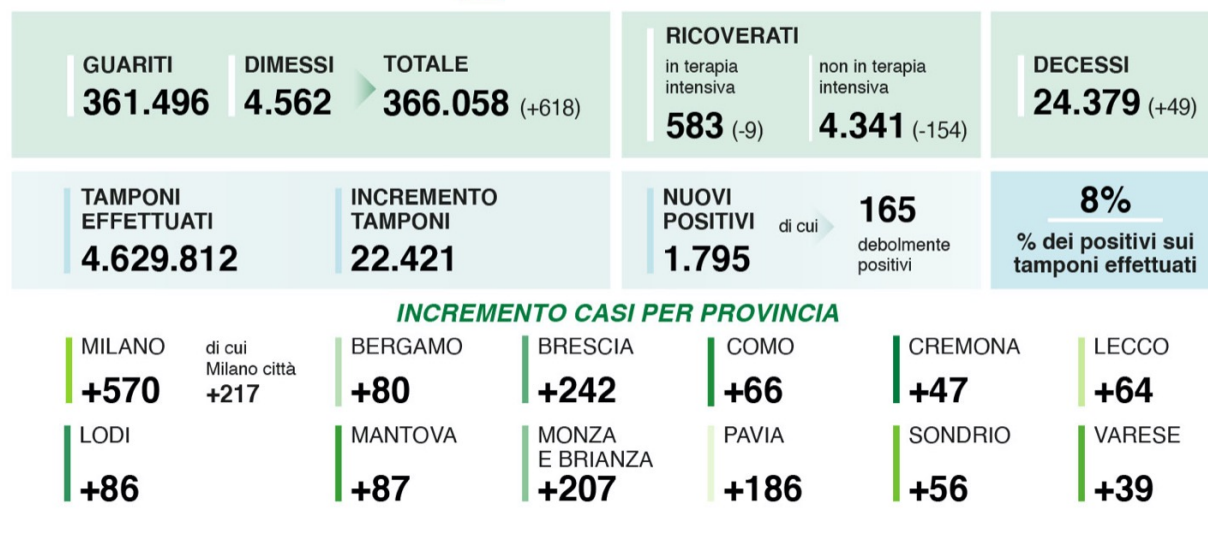 GUARITI
361.496
DIMESSI
4.562
TOTALE
366.058 (+618)
RICOVERATI
in terapia
intensiva
583 (-9)
non in terapia
intensiva
4.341 (-154)
DECESSI
24.379 (+49)
TAMPONI
EFFETTUATI
4.629.812
INCREMENTO
TAMPONI
22.421
NUOVI
POSITIVI
1.795
di cui
165
debolmente
positivi
8%
% dei positivi sui
tamponi effettuati
INCREMENTO CASI PER PROVINCIA
MILANO
+570
di cui
Milano città
+217
BERGAMO
+80
BRESCIA
+242
COMO
+66
CREMONA
+47
LECCO
+64
LODI
+86
MANTOVA
+87
MONZA
E BRIANZA
+207
PAVIA
+186
SONDRIO
+56
VARESE
+39